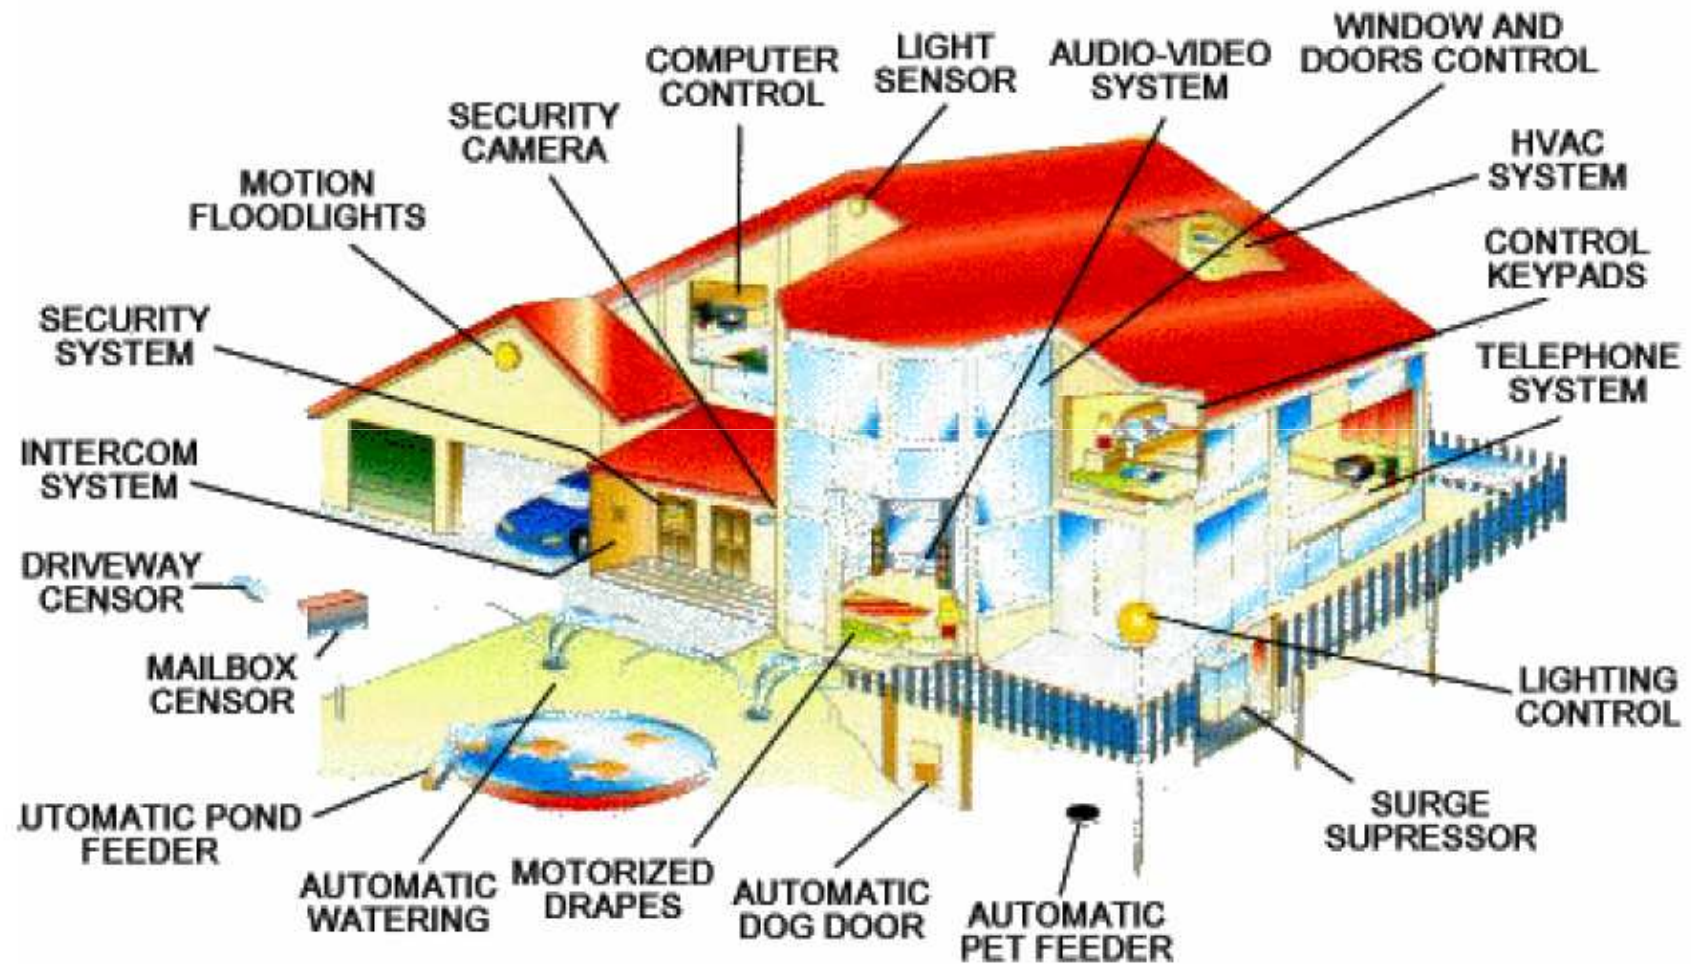 WINDOW AND
DOORS CONTROL
LIGHT
SENSOR
AUDIO-VIDEO
SYSTEM
COMPUTER
CONTROL
SECURITY
CAMERA
HVAC
SYSTEM
MOTION
FLOODLIGHTS
CONTROL
KEYPADS
SECURITY
SYSTEM
TELEPHONE
SYSTEM
INTERCOM
SYSTEM
DRIVEWAY
CENSOR
MAILBOX
CENSOR
LIGHTING
CONTROL
UTOMATIC POND
FEEDER
SURGE
SUPRESSOR
AUTOMATIC
WATERING
MOTORIZED
DRAPES
AUTOMATIC
DOG DOOR
AUTOMATIC
PET FEEDER